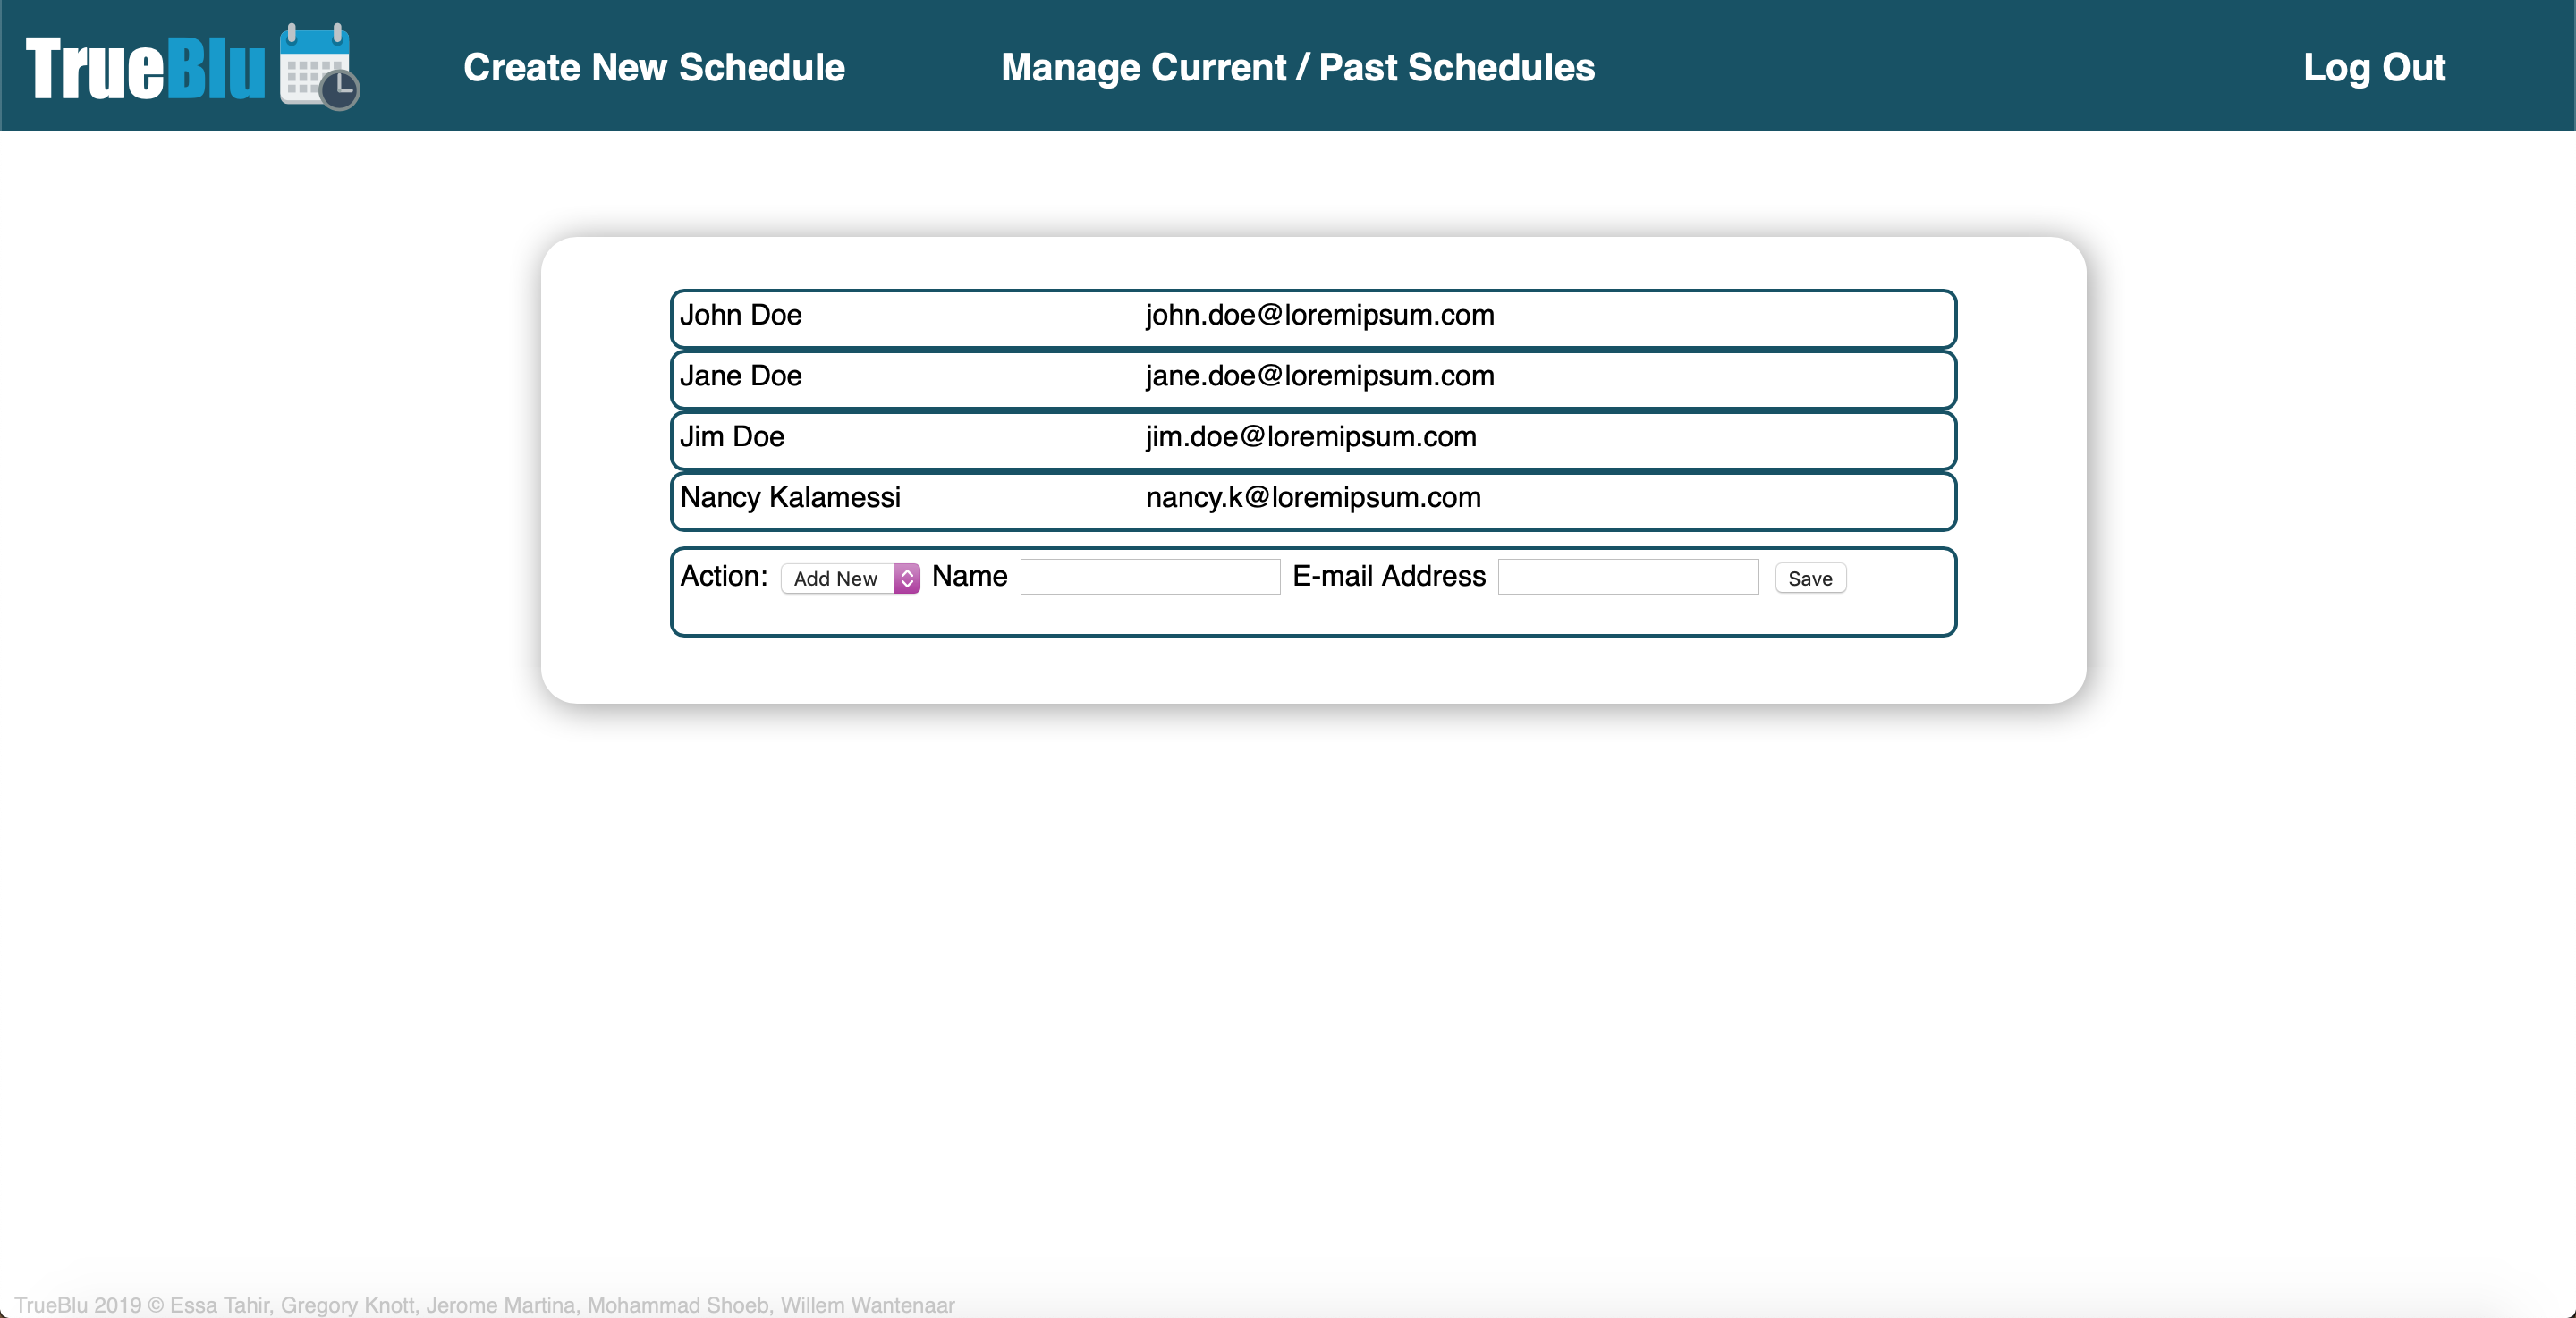 TrueBlu Create New Schedule Manage Current / Past Schedules Log Out
John Doe john.doe@loremipsum.com
Jane Doe jane.doe@loremipsum.com
Jim Doe jim.doe@loremipsum.com
Nancy Kalamessi nancy.k@loremipsum.com
Action: Add New Name E-mail Address Save
TrueBlu 2019 © Essa Tahir, Gregory Knott, Jerome Martina, Mohammad Shoeb, Willem Wantenaar